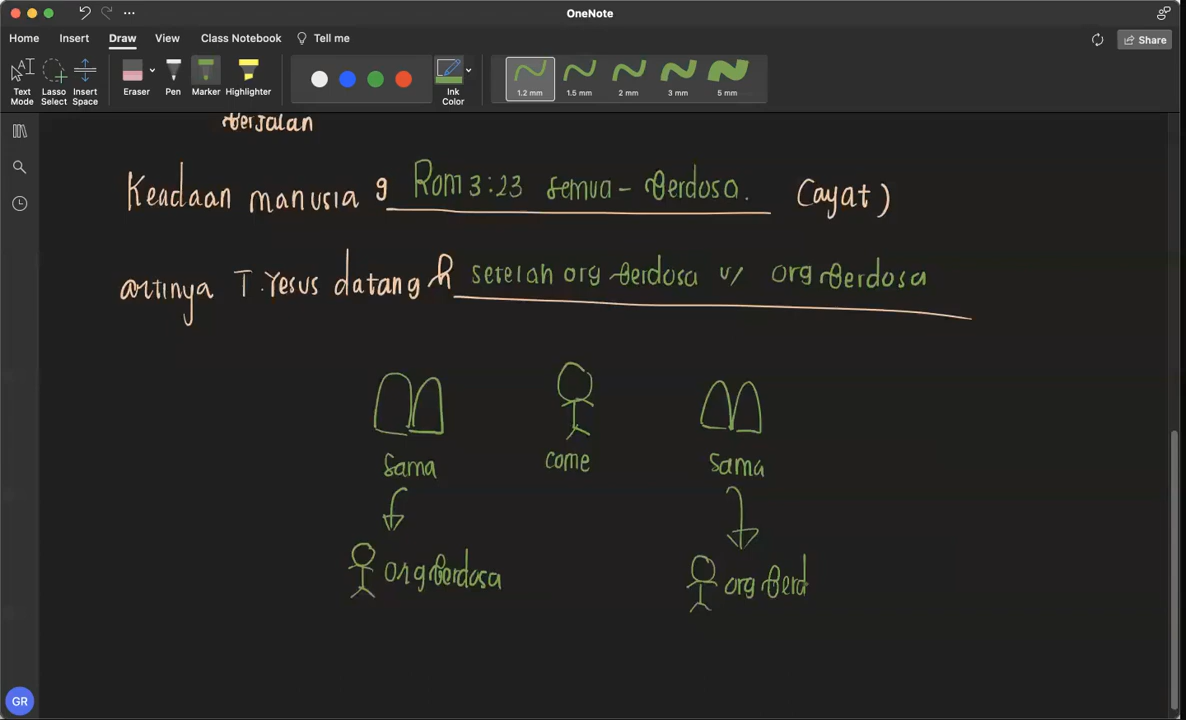 OneNote
Home Insert Draw View Class Notebook Tell me Share
Text Mode Lasso Select Insert Space Eraser Pen Marker Highlighter Ink Color 1.2 mm 1.5 mm 2 mm 3 mm 5 mm
berjalan
Keadaan manusia g Rom 3:23 semua - berdosa. (ayat)
artinya T. Yesus datang setelah org berdosa u/ org berdosa
sama come sama
org berdosa org berd
GR